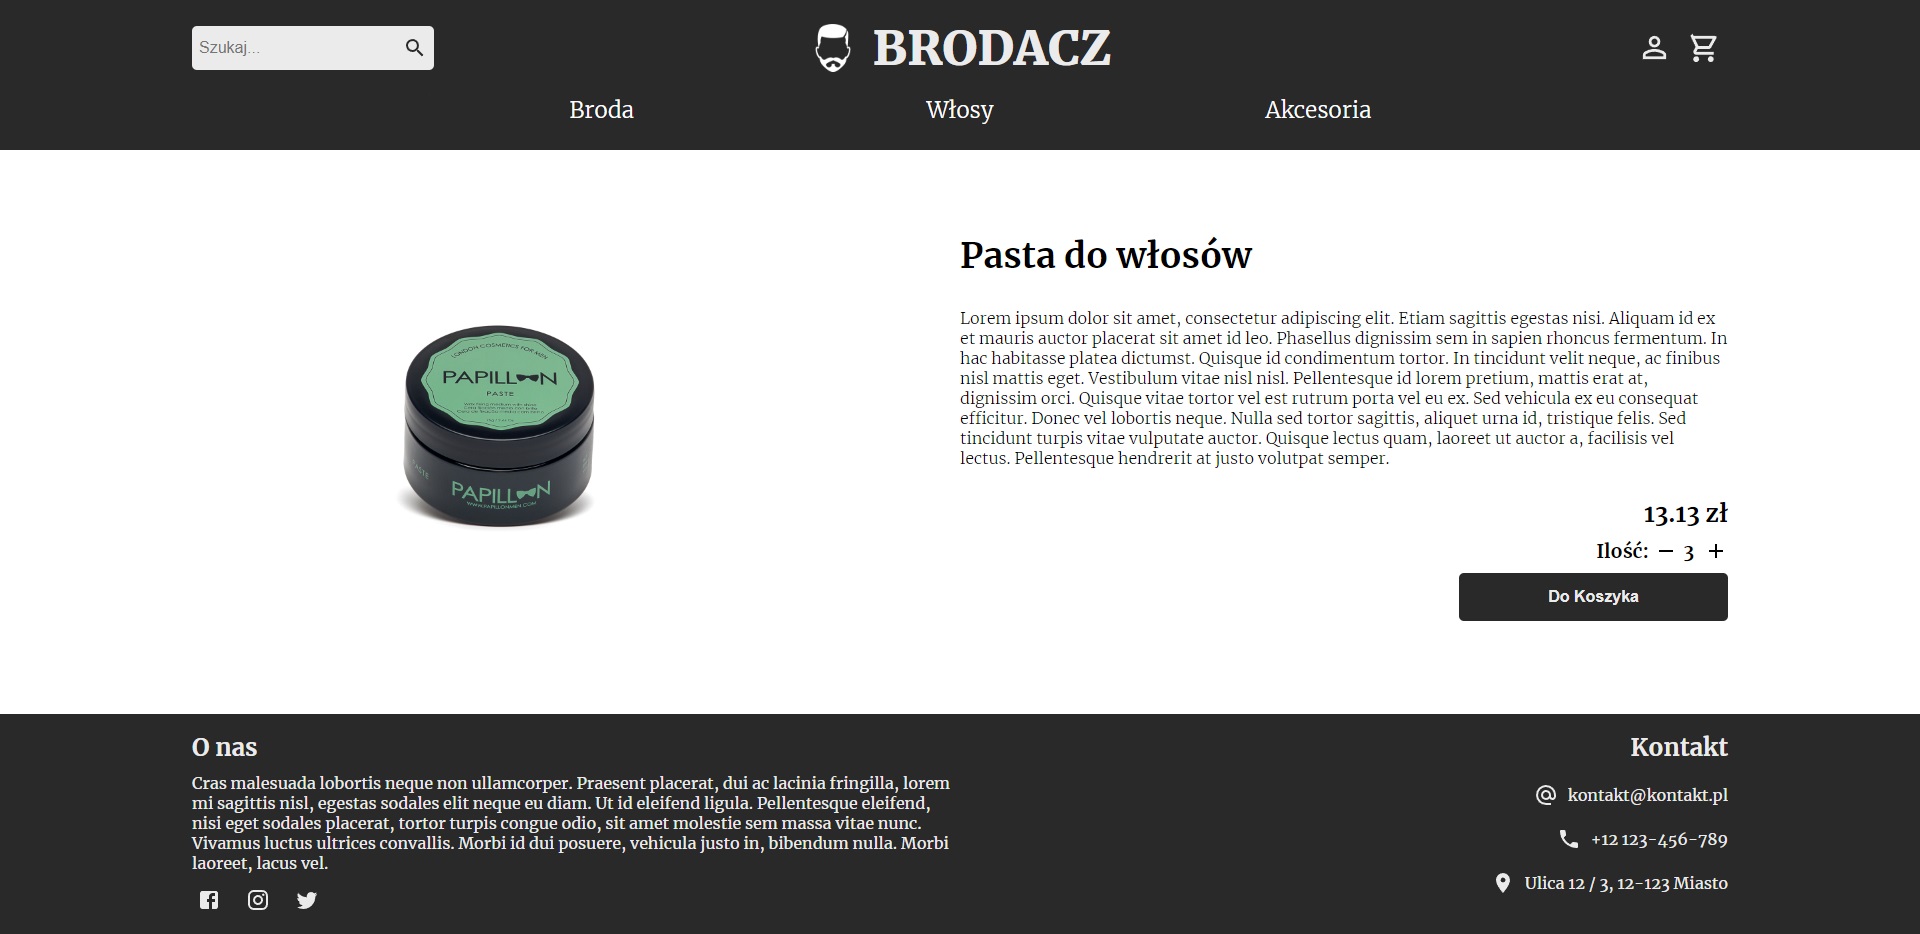 Szukaj...
BRODACZ
Broda
Włosy
Akcesoria
LONDON COSMETICS FOR MEN
PAPILLON
PASTE
PASTE
PAPILLON
WWW.PAPILLONMEN.COM
Pasta do włosów
Lorem ipsum dolor sit amet, consectetur adipiscing elit. Etiam sagittis egestas nisi. Aliquam id ex
et mauris auctor placerat sit amet id leo. Phasellus dignissim sem in sapien rhoncus fermentum. In
hac habitasse platea dictumst. Quisque id condimentum tortor. In tincidunt velit neque, ac finibus
nisl mattis eget. Vestibulum vitae nisl nisl. Pellentesque id lorem pretium, mattis erat at,
dignissim orci. Quisque vitae tortor vel est rutrum porta vel eu ex. Sed vehicula ex eu consequat
efficitur. Donec vel lobortis neque. Nulla sed tortor sagittis, aliquet urna id, tristique felis. Sed
tincidunt turpis vitae vulputate auctor. Quisque lectus quam, laoreet ut auctor a, facilisis vel
lectus. Pellentesque hendrerit at justo volutpat semper.
13.13 zł
Ilość: − 3 +
Do Koszyka
O nas
Cras malesuada lobortis neque non ullamcorper. Praesent placerat, dui ac lacinia fringilla, lorem
mi sagittis nisl, egestas sodales elit neque eu diam. Ut id eleifend ligula. Pellentesque eleifend,
nisi eget sodales placerat, tortor turpis congue odio, sit amet molestie sem massa vitae nunc.
Vivamus luctus ultrices convallis. Morbi id dui posuere, vehicula justo in, bibendum nulla. Morbi
laoreet, lacus vel.
Kontakt
kontakt@kontakt.pl
+12 123-456-789
Ulica 12 / 3, 12-123 Miasto